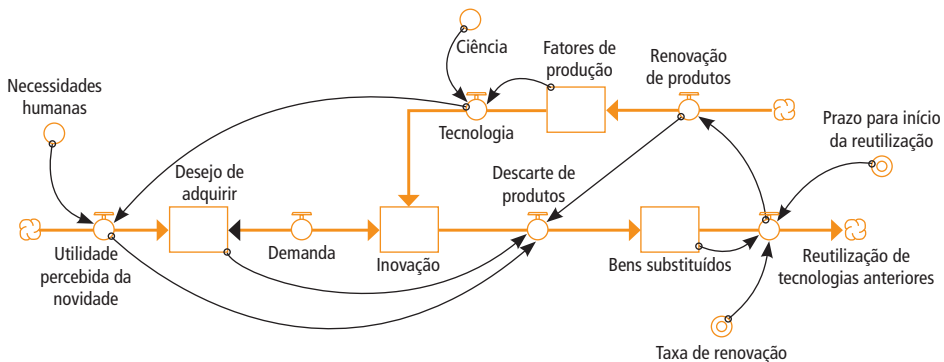 Ciência
Fatores de
produção
Renovação
de produtos
Necessidades
humanas
Tecnologia
Prazo para início
da reutilização
Desejo de
adquirir
Descarte de
produtos
Utilidade
percebida da
novidade
Demanda
Inovação
Bens substituídos
Reutilização de
tecnologias anteriores
Taxa de renovação